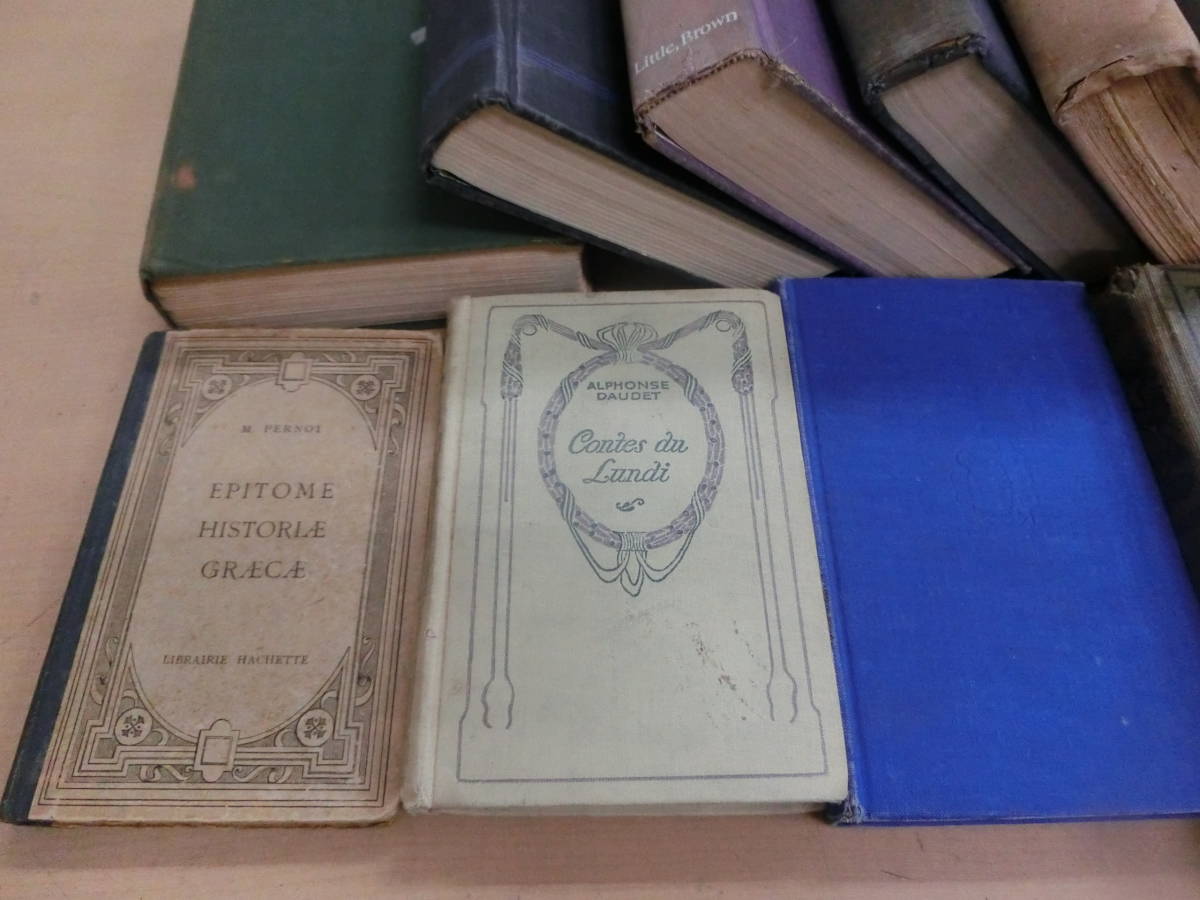 Little, Brown
M. PERNOT
EPITOME
HISTORIÆ
GRÆCÆ
LIBRAIRIE HACHETTE
ALPHONSE
DAUDET
Contes du
Lundi